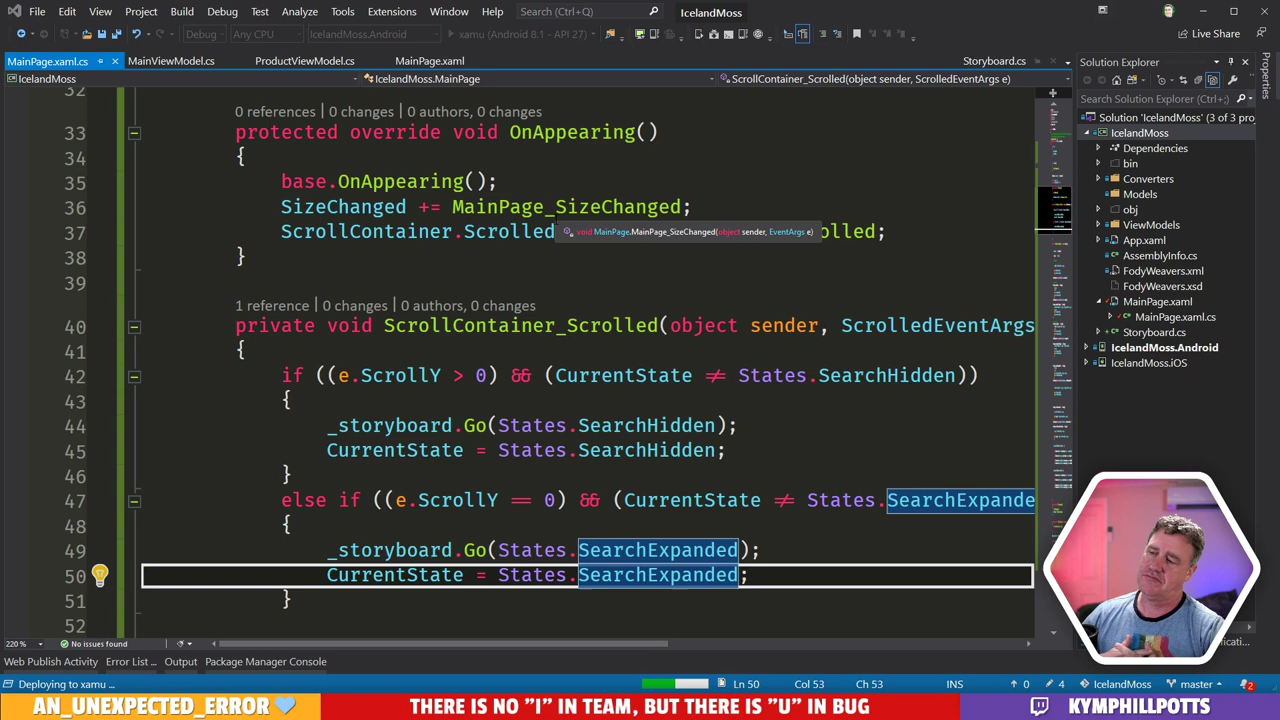 File Edit View Git Project Build Debug Test Analyze Tools Extensions Window Help Search (Ctrl+Q) IcelandMoss
Debug Any CPU IcelandMoss.Android xamu (Android 8.1 - API 27) Live Share
MainPage.xaml.cs MainViewModel.cs ProductViewModel.cs MainPage.xaml Storyboard.cs
IcelandMoss IcelandMoss.MainPage ScrollContainer_Scrolled(object sender, ScrolledEventArgs e)
32
0 references | 0 changes | 0 authors, 0 changes
33 protected override void OnAppearing()
34 {
35 base.OnAppearing();
36 SizeChanged += MainPage_SizeChanged;
37 ScrollContainer.Scrolled olled;
void MainPage.MainPage_SizeChanged(object sender, EventArgs e)
38 }
39
1 reference | 0 changes | 0 authors, 0 changes
40 private void ScrollContainer_Scrolled(object sender, ScrolledEventArgs
41 {
42 if ((e.ScrollY > 0) && (CurrentState ≠ States.SearchHidden))
43 {
44 _storyboard.Go(States.SearchHidden);
45 CurrentState = States.SearchHidden;
46 }
47 else if ((e.ScrollY == 0) && (CurrentState ≠ States.SearchExpande
48 {
49 _storyboard.Go(States.SearchExpanded);
50 CurrentState = States.SearchExpanded;
51 }
52
220 % No issues found
Web Publish Activity Error List ... Output Package Manager Console
Deploying to xamu ... Ln 50 Col 53 Ch 53 INS 0 4 IcelandMoss master 2
Solution Explorer
Search Solution Explorer (Ctrl+;)
Solution 'IcelandMoss' (3 of 3 pro
IcelandMoss
Dependencies
bin
Converters
Models
obj
ViewModels
App.xaml
AssemblyInfo.cs
FodyWeavers.xml
FodyWeavers.xsd
MainPage.xaml
MainPage.xaml.cs
Storyboard.cs
IcelandMoss.Android
IcelandMoss.iOS
Properties
AN_UNEXPECTED_ERROR THERE IS NO "I" IN TEAM, BUT THERE IS "U" IN BUG KYMPHILLPOTTS